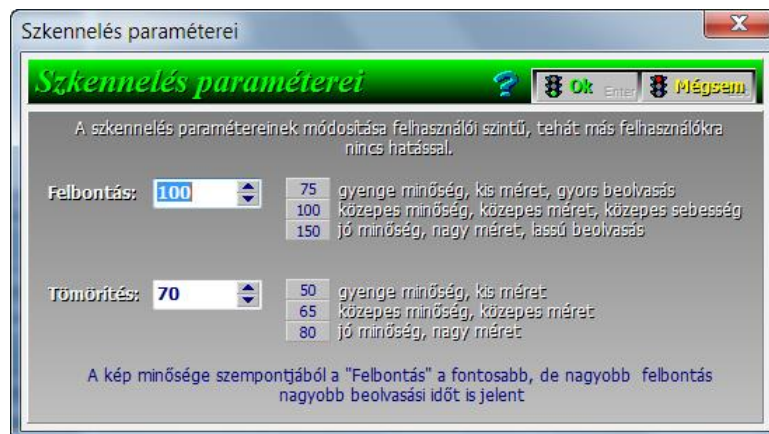 Szkennelés paraméterei
Szkennelés paraméterei
Ok Enter Mégsem
A szkennelés paramétereinek módosítása felhasználói szintű, tehát más felhasználókra
nincs hatással.
Felbontás: 100
75 gyenge minőség, kis méret, gyors beolvasás
100 közepes minőség, közepes méret, közepes sebesség
150 jó minőség, nagy méret, lassú beolvasás
Tömörítés: 70
50 gyenge minőség, kis méret
65 közepes minőség, közepes méret
80 jó minőség, nagy méret
A kép minősége szempontjából a "Felbontás" a fontosabb, de nagyobb felbontás
nagyobb beolvasási időt is jelent